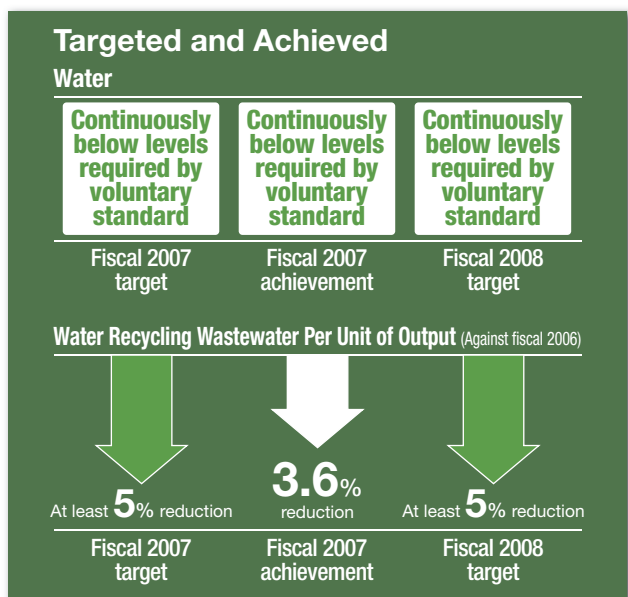 Targeted and Achieved
Water
Continuously
below levels
required by
voluntary
standard
Fiscal 2007
target
Continuously
below levels
required by
voluntary
standard
Fiscal 2007
achievement
Continuously
below levels
required by
voluntary
standard
Fiscal 2008
target
Water Recycling Wastewater Per Unit of Output (Against fiscal 2006)
At least 5% reduction
Fiscal 2007
target
3.6%
reduction
Fiscal 2007
achievement
At least 5% reduction
Fiscal 2008
target